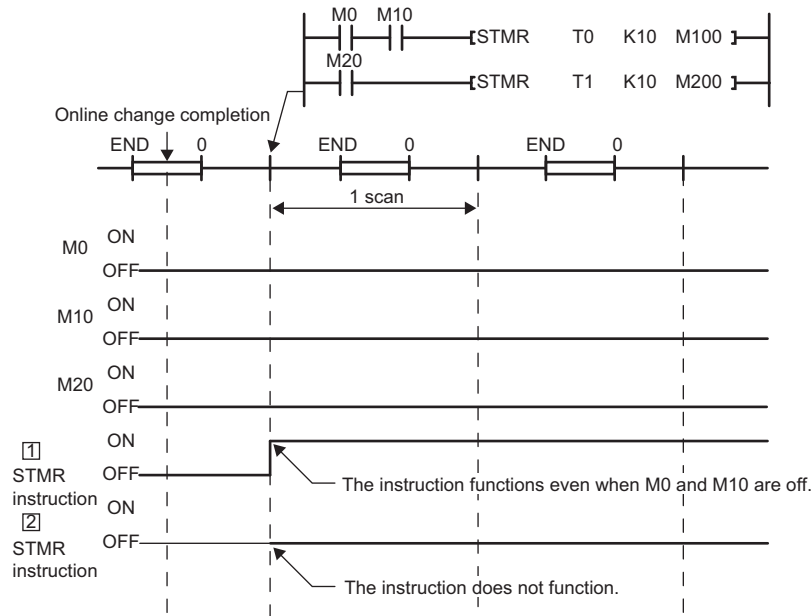 M0 M10
STMR T0 K10 M100
M20
STMR T1 K10 M200
Online change completion
END 0 END 0 END 0
1 scan
M0 ON
OFF
M10 ON
OFF
M20 ON
OFF
1 STMR instruction ON
OFF
The instruction functions even when M0 and M10 are off.
2 STMR instruction ON
OFF
The instruction does not function.